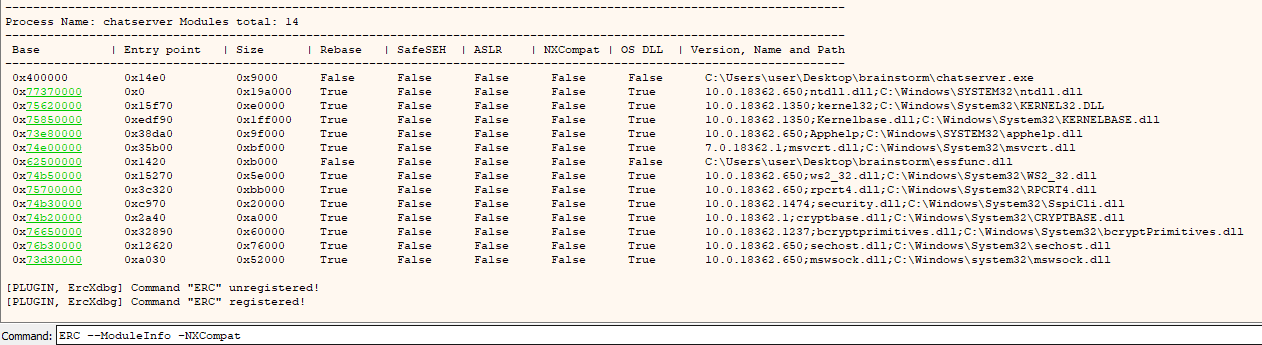 Process Name: chatserver Modules total: 14
Base | Entry point | Size | Rebase | SafeSEH | ASLR | NXCompat | OS DLL | Version, Name and Path
0x400000 0x14e0 0x9000 False False False False False C:\Users\user\Desktop\brainstorm\chatserver.exe
0x77370000 0x0 0x19a000 True False False False True 10.0.18362.650;ntdll.dll;C:\Windows\SYSTEM32\ntdll.dll
0x75620000 0x15f70 0xe0000 True False False False True 10.0.18362.1350;kernel32;C:\Windows\System32\KERNEL32.DLL
0x75850000 0xedf90 0x1ff000 True False False False True 10.0.18362.1350;Kernelbase.dll;C:\Windows\System32\KERNELBASE.dll
0x73e80000 0x38da0 0x9f000 True False False False True 10.0.18362.650;Apphelp;C:\Windows\SYSTEM32\apphelp.dll
0x74e00000 0x35b00 0xbf000 True False False False True 7.0.18362.1;msvcrt.dll;C:\Windows\System32\msvcrt.dll
0x62500000 0x1420 0xb000 False False False False False C:\Users\user\Desktop\brainstorm\essfunc.dll
0x74b50000 0x15270 0x5e000 True False False False True 10.0.18362.650;ws2_32.dll;C:\Windows\System32\WS2_32.dll
0x75700000 0x3c320 0xbb000 True False False False True 10.0.18362.650;rpcrt4.dll;C:\Windows\System32\RPCRT4.dll
0x74b30000 0xc970 0x20000 True False False False True 10.0.18362.1474;security.dll;C:\Windows\System32\SspiCli.dll
0x74b20000 0x2a40 0xa000 True False False False True 10.0.18362.1;cryptbase.dll;C:\Windows\System32\CRYPTBASE.dll
0x76650000 0x32890 0x60000 True False False False True 10.0.18362.1237;bcryptprimitives.dll;C:\Windows\System32\bcryptPrimitives.dll
0x76b30000 0x12620 0x76000 True False False False True 10.0.18362.650;sechost.dll;C:\Windows\System32\sechost.dll
0x73d30000 0xa030 0x52000 True False False False True 10.0.18362.650;mswsock.dll;C:\Windows\system32\mswsock.dll
[PLUGIN, ErcXdbg] Command "ERC" unregistered!
[PLUGIN, ErcXdbg] Command "ERC" registered!
Command: ERC --ModuleInfo -NXCompat